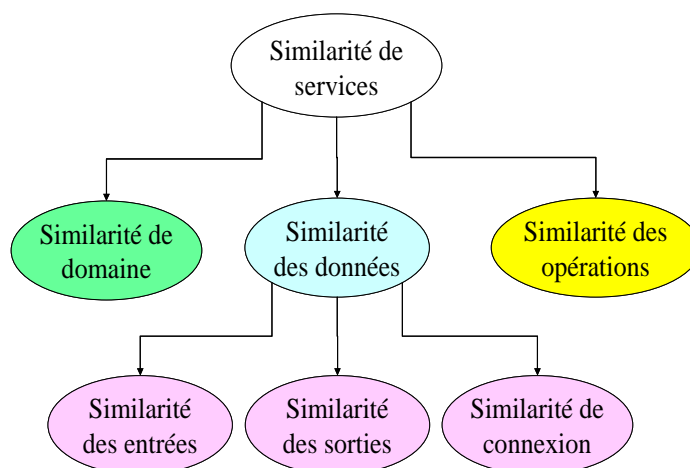 Similarité de
services
Similarité de
domaine
Similarité
des données
Similarité des
opérations
Similarité
des entrées
Similarité
des sorties
Similarité de
connexion